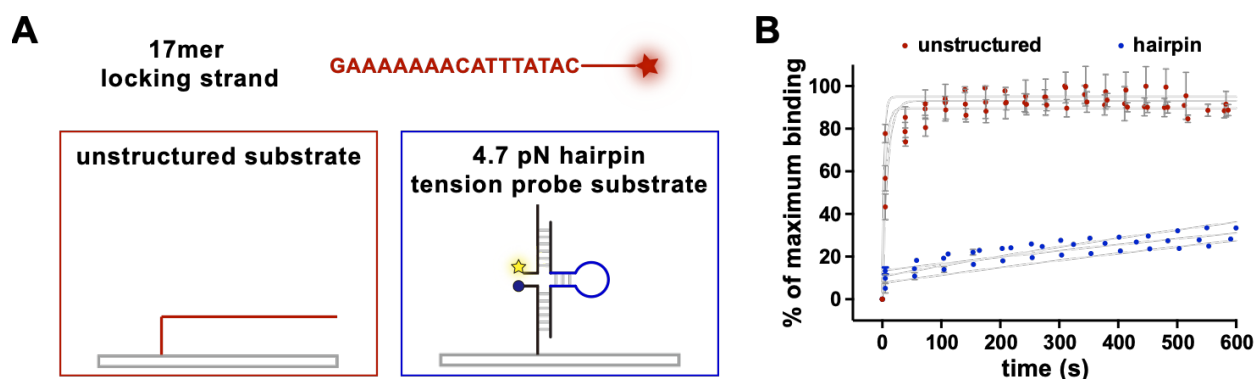 A
17mer
locking strand
GAAAAAAACATTTATAC
unstructured substrate
4.7 pN hairpin
tension probe substrate
B
unstructured
hairpin
% of maximum binding
100
80
60
40
20
0
0 100 200 300 400 500 600
time (s)